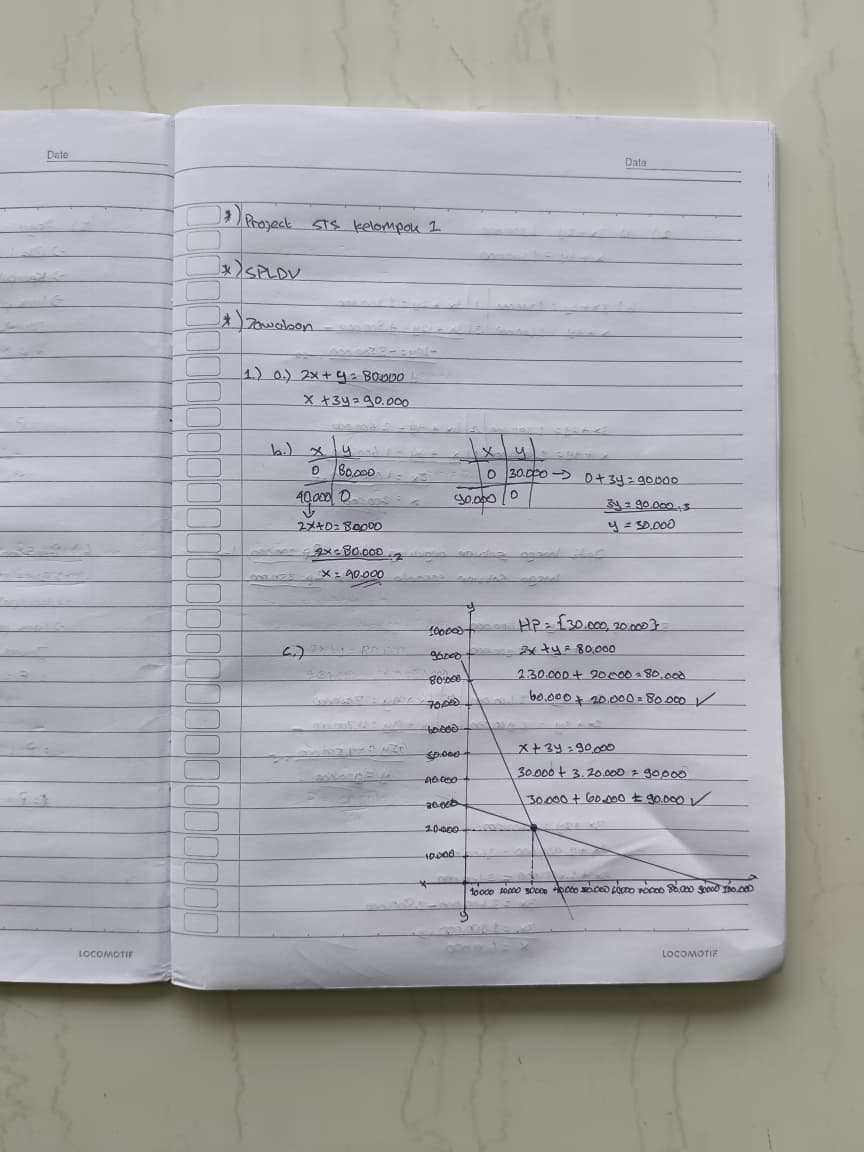 Date
Date
*) Project STS Kelompok 1
*) SPLDV
*) Jawaban
1.) a.) 2x + y = 80.000
x + 3y = 90.000
b.) x | y
0 | 80.000
40.000 | 0
2x + 0 = 80.000
2x = 80.000 : 2
x = 40.000
x | y
0 | 30.000 → 0 + 3y = 90.000
90.000 | 0
3y = 90.000 : 3
y = 30.000
c.)
HP = {30.000, 20.000}
2x + y = 80.000
2.30.000 + 20.000 = 80.000
60.000 + 20.000 = 80.000 ✓
x + 3y = 90.000
30.000 + 3.20.000 = 90.000
30.000 + 60.000 = 90.000 ✓
y
100.000
90.000
80.000
70.000
60.000
50.000
40.000
30.000
20.000
10.000
x
10.000 20.000 30.000 40.000 50.000 60.000 70.000 80.000 90.000 100.000
y
LOCOMOTIF
LOCOMOTIF